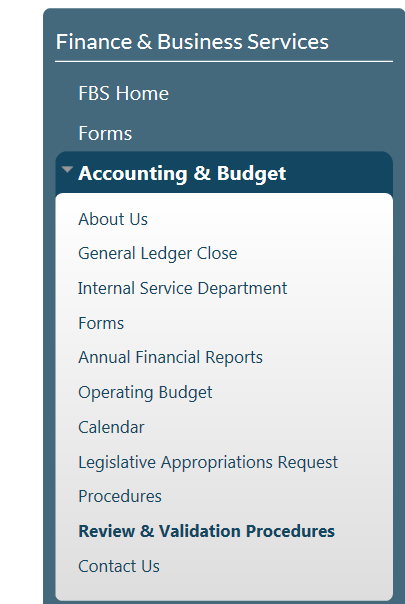 Finance & Business Services
FBS Home
Forms
Accounting & Budget
About Us
General Ledger Close
Internal Service Department
Forms
Annual Financial Reports
Operating Budget
Calendar
Legislative Appropriations Request
Procedures
Review & Validation Procedures
Contact Us